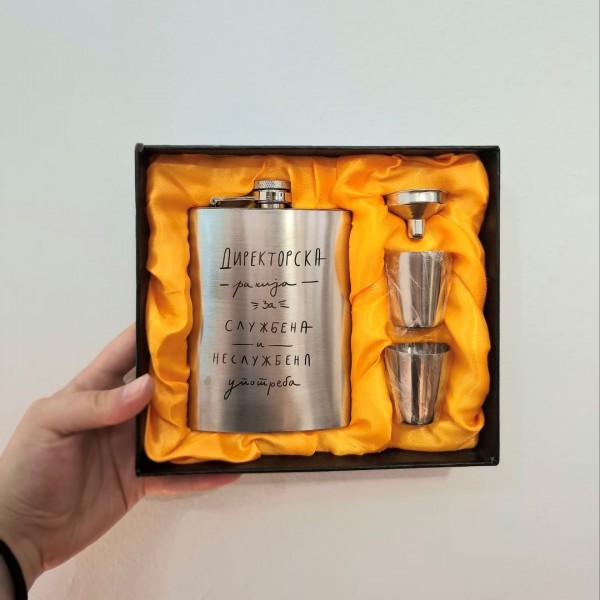 ДИРЕКТОРСКА
– ракија –
за
СЛУЖБЕНА
и
НЕСЛУЖБЕНА
употреба